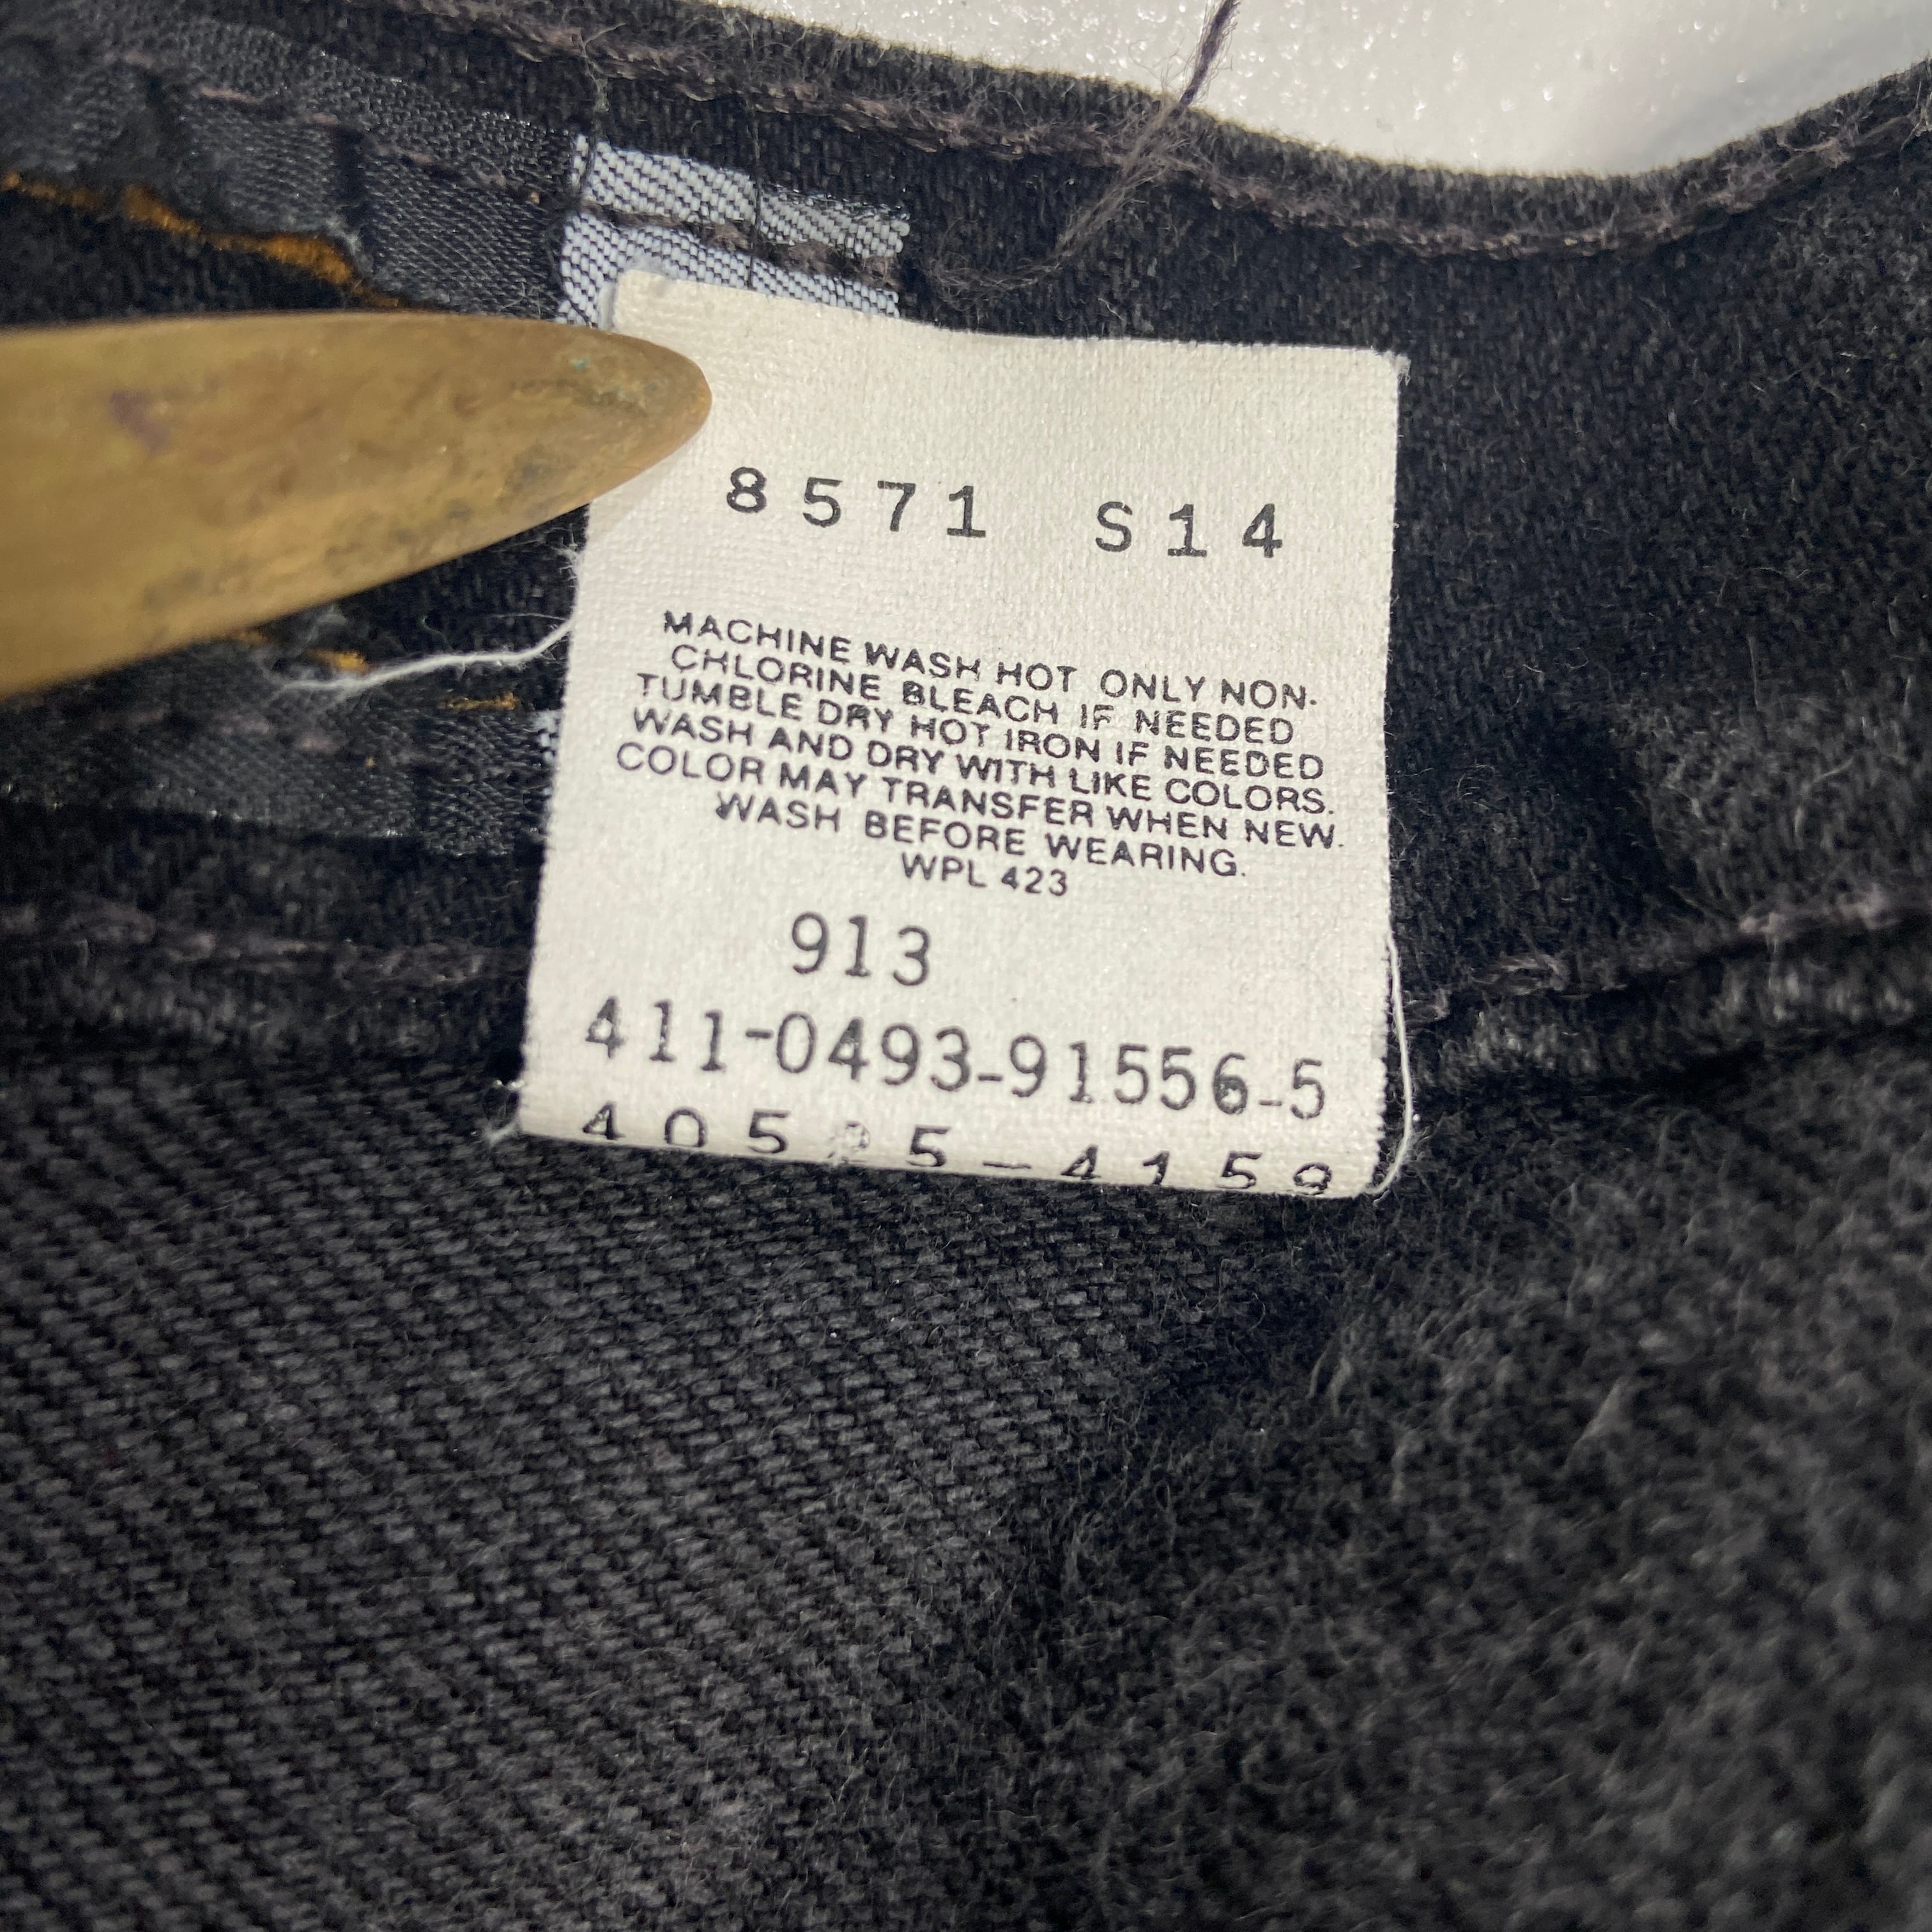 8571 S14
MACHINE WASH HOT ONLY NON-
CHLORINE BLEACH IF NEEDED
TUMBLE DRY HOT IRON IF NEEDED
WASH AND DRY WITH LIKE COLORS.
COLOR MAY TRANSFER WHEN NEW.
WASH BEFORE WEARING.
WPL 423
913
411-0493-91556-5